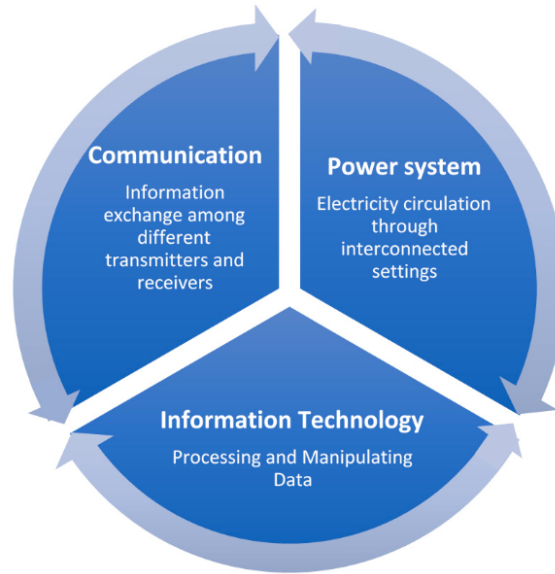 Communication
Information
exchange among
different
transmitters and
receivers
Power system
Electricity circulation
through
interconnected
settings
Information Technology
Processing and Manipulating
Data